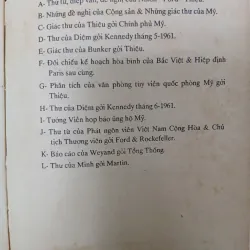 B- Những đề nghị của Cộng sản & Những giác thư của Mỹ.
C- Giác thư của Thiệu gởi Chính phủ Mỹ.
D- Thư của Diệm gởi Kennedy tháng 5-1961.
E- Giác thư của Bunker gởi Thiệu.
F- Đối chiếu kế hoạch hòa bình của Bắc Việt & Hiệp định
Paris sau cùng.
G- Phân tích của văn phòng tùy viên quốc phòng Mỹ gởi
Thiệu.
H- Thư của Diệm gởi Kennedy tháng 6-1961.
I- Tướng Viên họp báo ủng hộ Mỹ.
J- Thư từ của Phát ngôn viên Việt Nam Cộng Hòa & Chủ
tịch Thượng viện gởi Ford & Rockefeller.
K- Báo cáo của Weyand gởi Tổng Thống.
L- Thư của Minh gởi Martin.